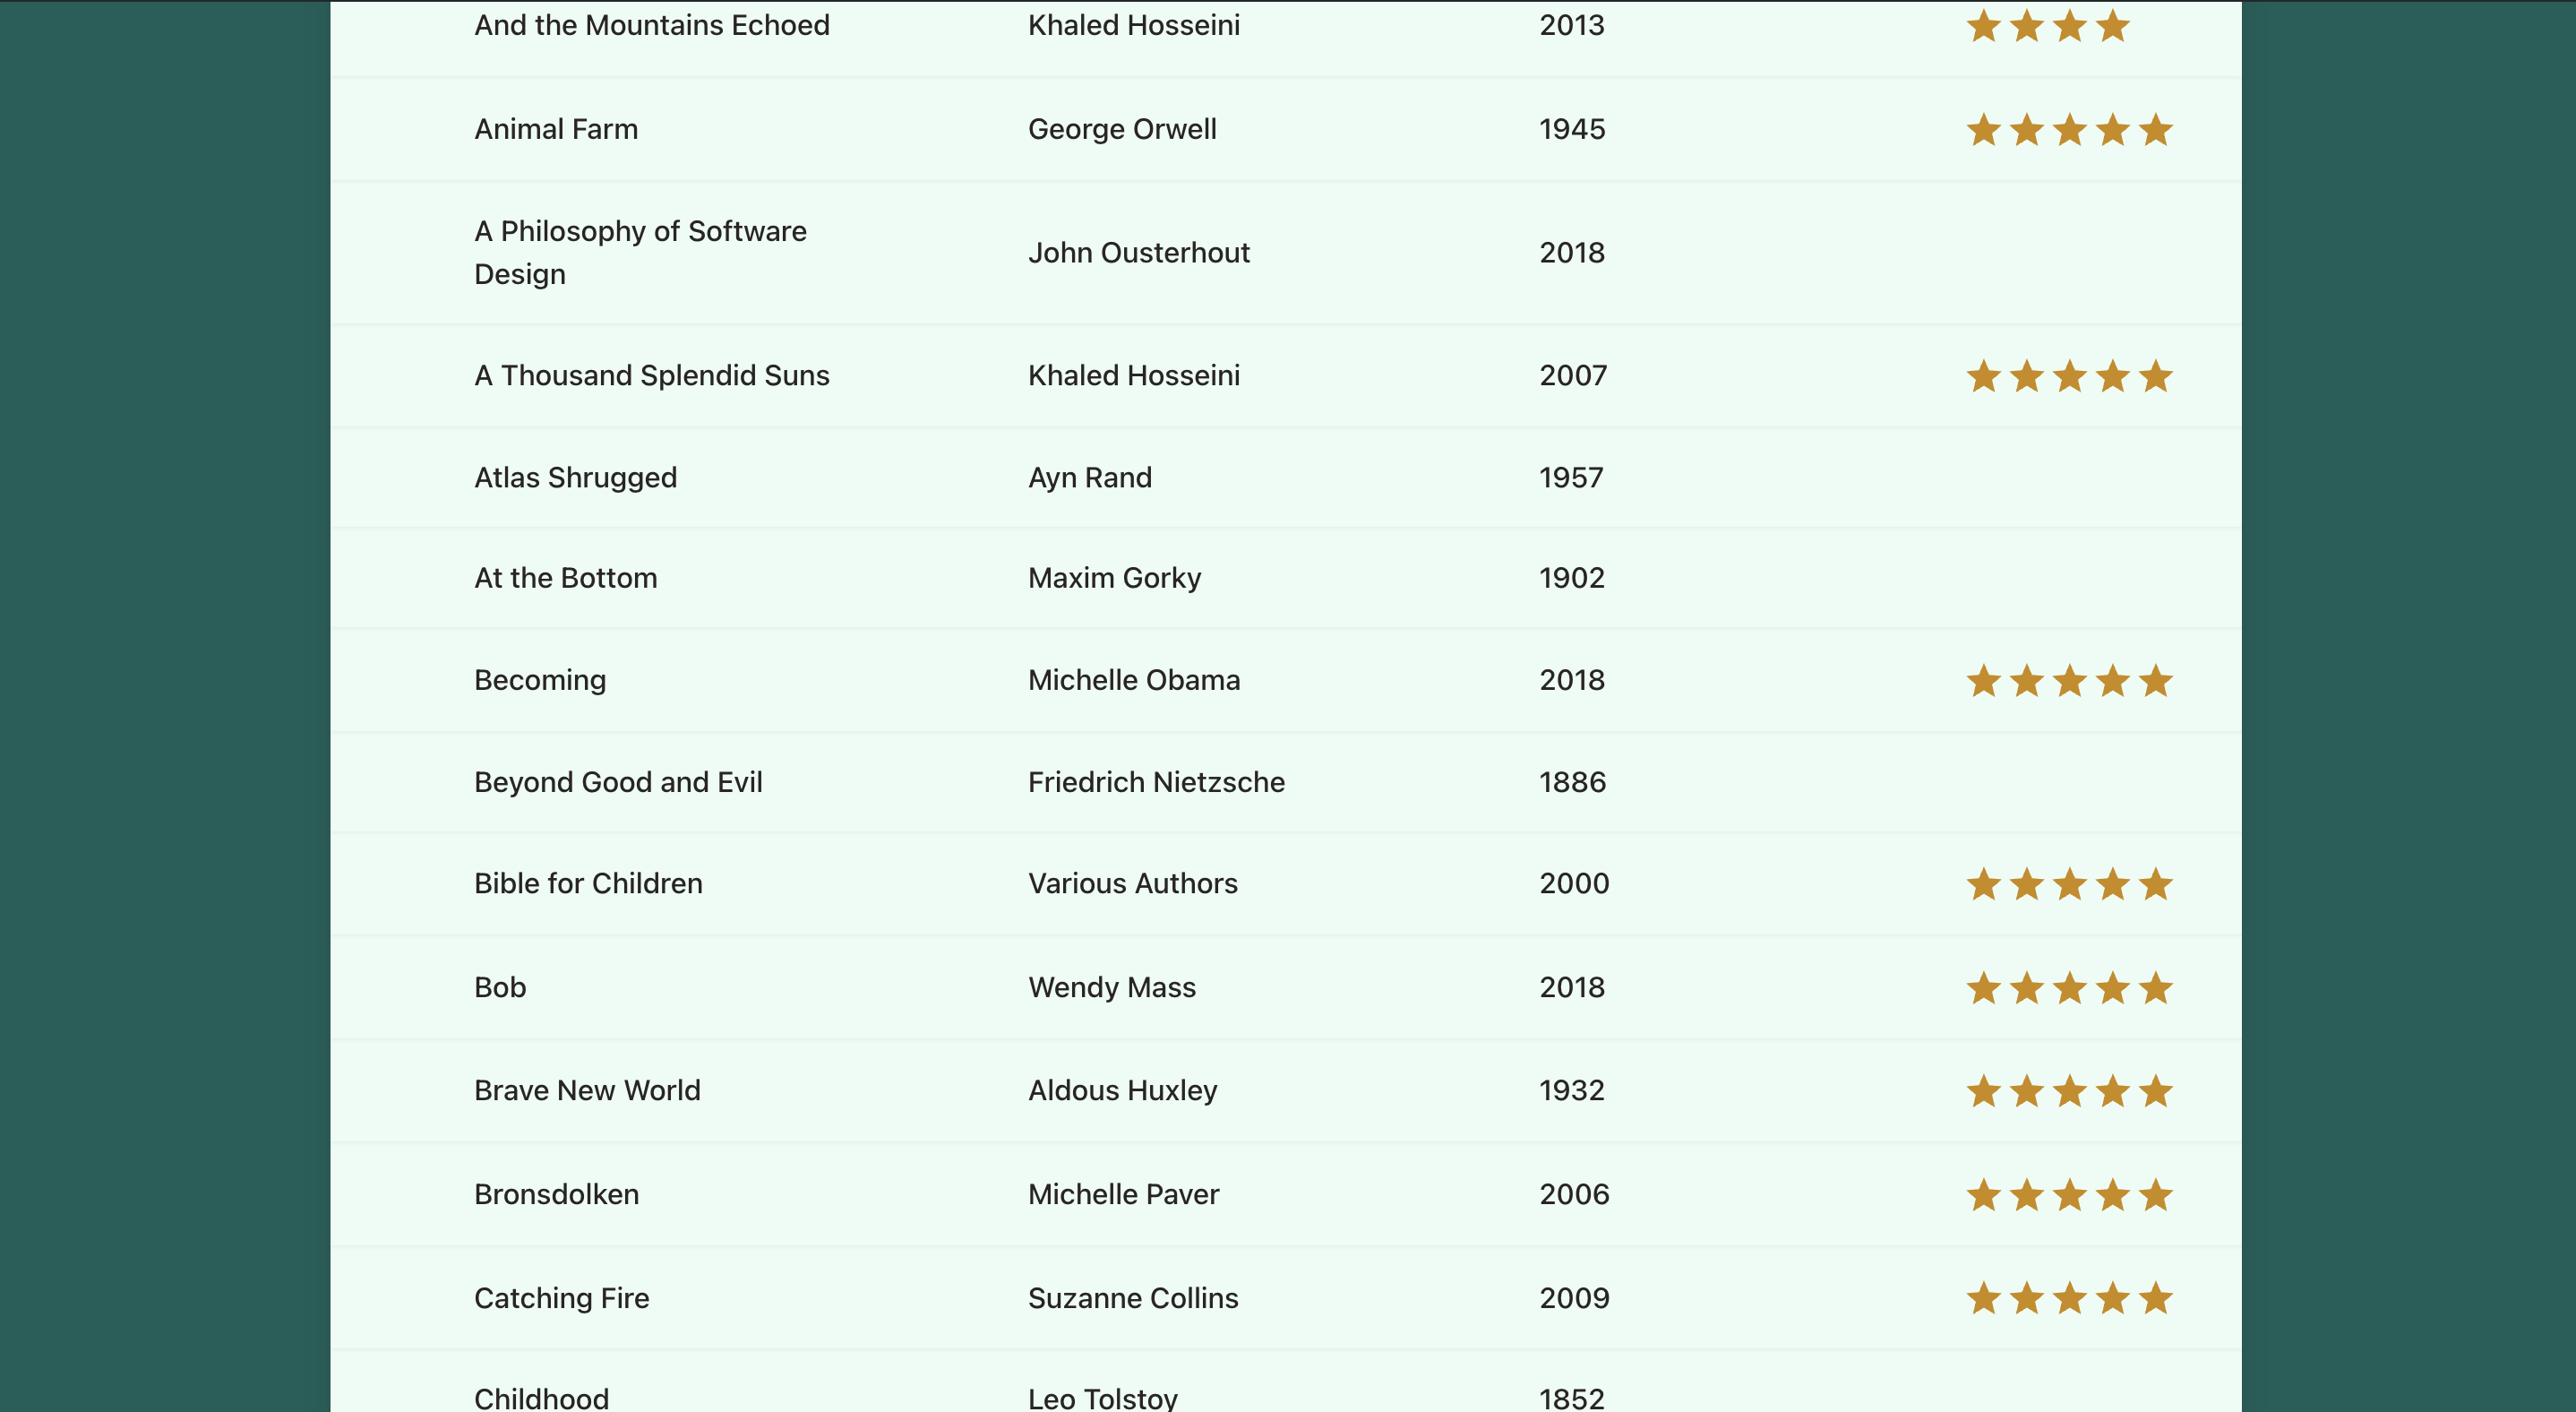 And the Mountains Echoed Khaled Hosseini 2013
Animal Farm George Orwell 1945
A Philosophy of Software
Design John Ousterhout 2018
A Thousand Splendid Suns Khaled Hosseini 2007
Atlas Shrugged Ayn Rand 1957
At the Bottom Maxim Gorky 1902
Becoming Michelle Obama 2018
Beyond Good and Evil Friedrich Nietzsche 1886
Bible for Children Various Authors 2000
Bob Wendy Mass 2018
Brave New World Aldous Huxley 1932
Bronsdolken Michelle Paver 2006
Catching Fire Suzanne Collins 2009
Childhood Leo Tolstoy 1852